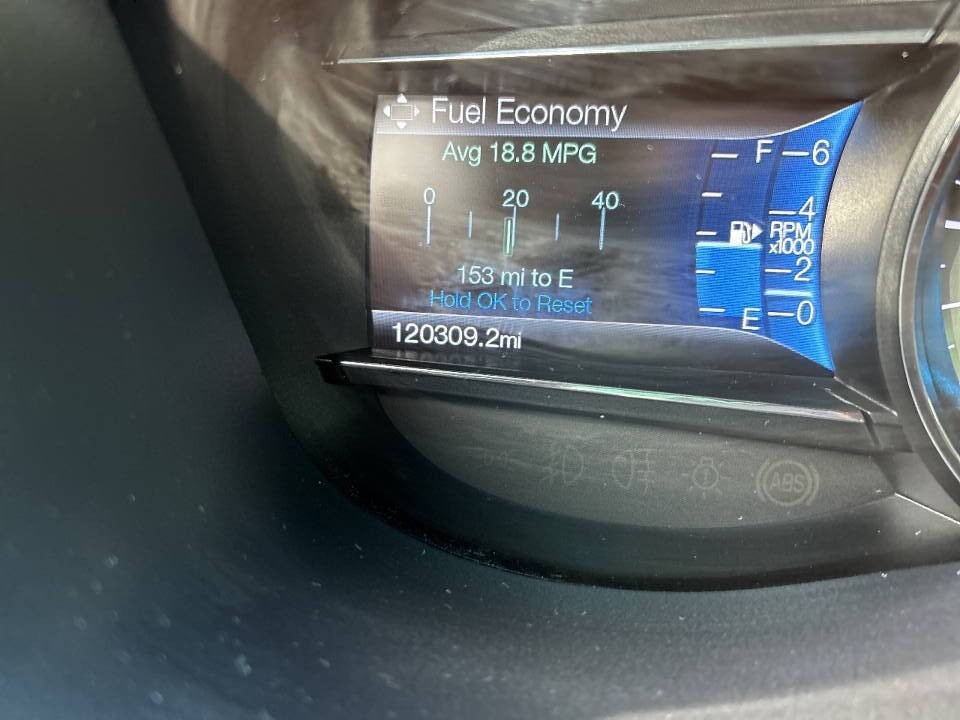 Fuel Economy
Avg 18.8 MPG
0 20 40
153 mi to E
Hold OK to Reset
120309.2mi
F
E
6
4
RPM
x1000
2
0
ABS